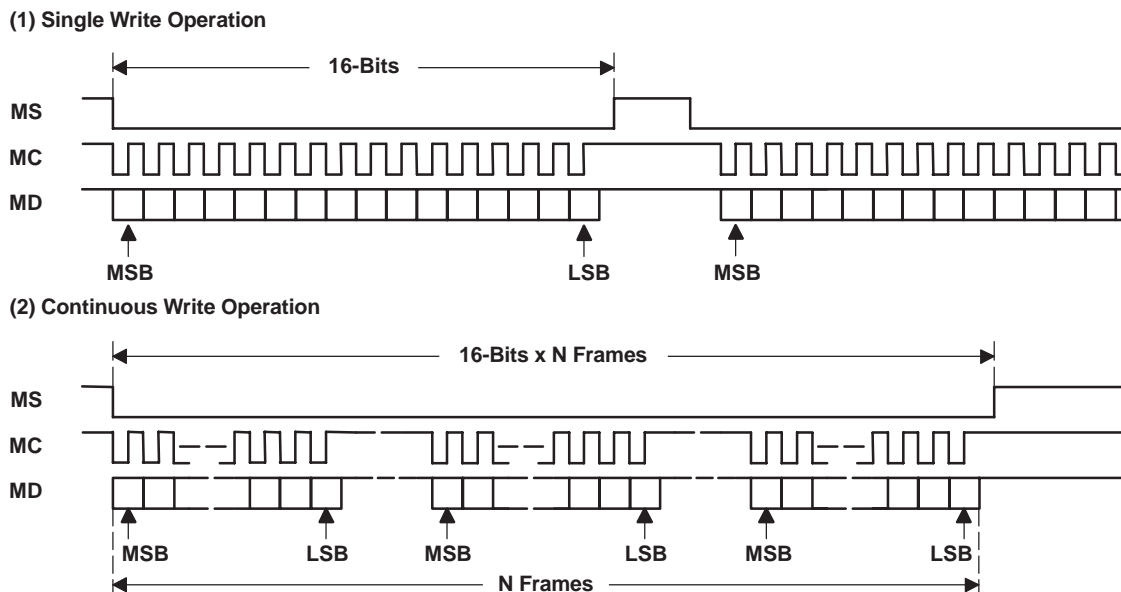 (1) Single Write Operation
16-Bits
MS
MC
MD
MSB LSB MSB
(2) Continuous Write Operation
16-Bits x N Frames
MS
MC
MD
MSB LSB MSB LSB MSB LSB
N Frames